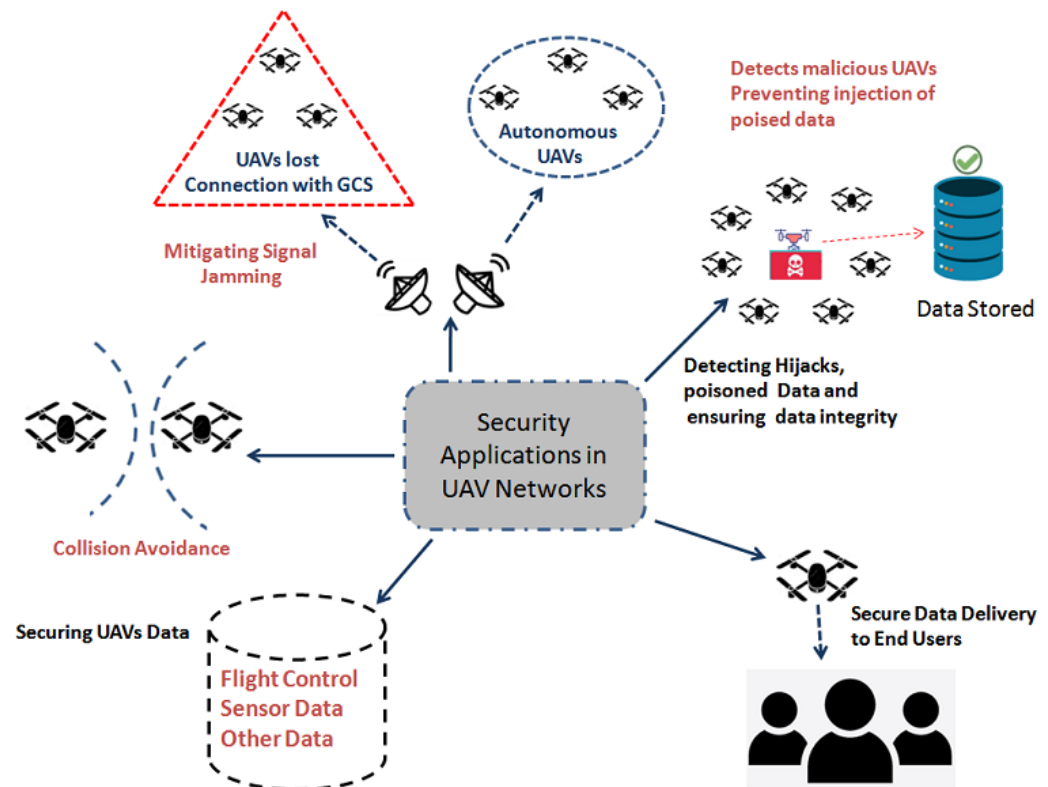 UAVs lost
Connection with GCS
Autonomous
UAVs
Detects malicious UAVs
Preventing injection of
poised data
Mitigating Signal
Jamming
Data Stored
Detecting Hijacks,
poisoned Data and
ensuring data integrity
Security
Applications in
UAV Networks
Collision Avoidance
Securing UAVs Data
Flight Control
Sensor Data
Other Data
Secure Data Delivery
to End Users